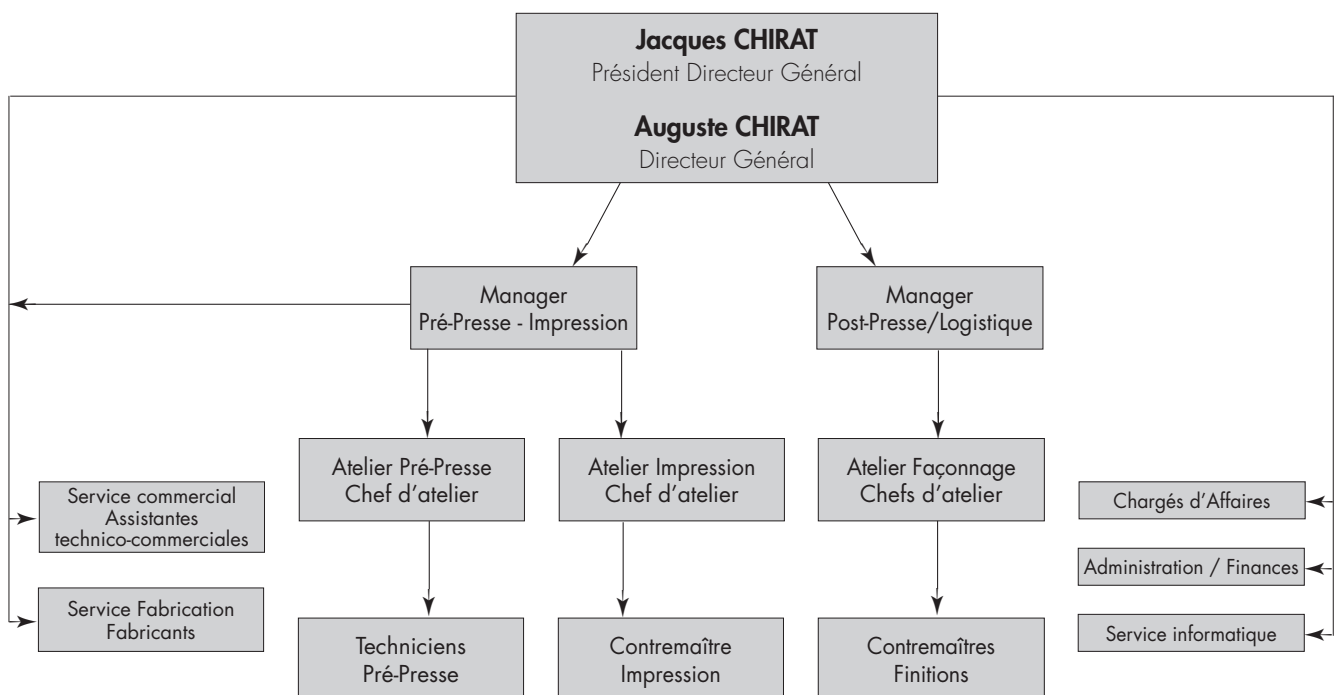 Jacques CHIRAT
Président Directeur Général
Auguste CHIRAT
Directeur Général
Manager
Pré-Presse - Impression
Manager
Post-Presse/Logistique
Atelier Pré-Presse
Chef d'atelier
Atelier Impression
Chef d'atelier
Atelier Façonnage
Chefs d'atelier
Service commercial
Assistantes
technico-commerciales
Chargés d'Affaires
Administration / Finances
Service Fabrication
Fabricants
Techniciens
Pré-Presse
Contremaître
Impression
Contremaîtres
Finitions
Service informatique